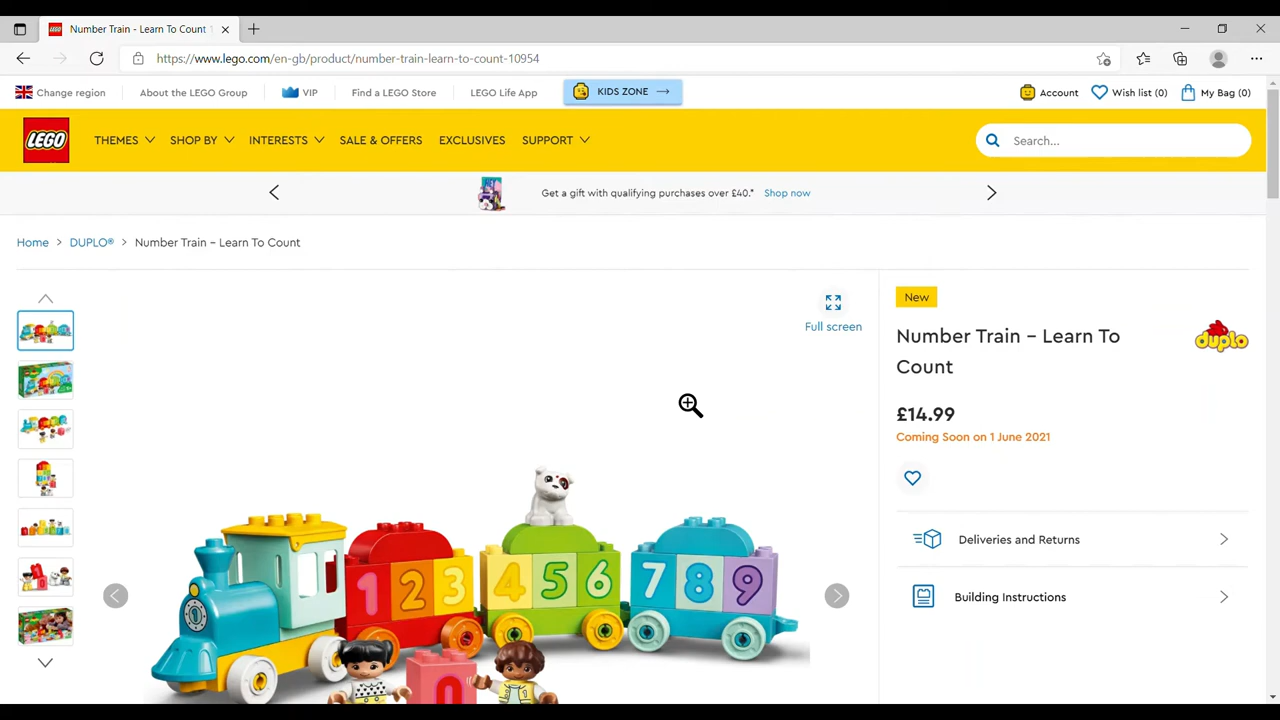 Number Train - Learn To Count
https://www.lego.com/en-gb/product/number-train-learn-to-count-10954
Change region
About the LEGO Group
VIP
Find a LEGO Store
LEGO Life App
KIDS ZONE
Account
Wish list (0)
My Bag (0)
LEGO
THEMES
SHOP BY
INTERESTS
SALE & OFFERS
EXCLUSIVES
SUPPORT
Search...
Get a gift with qualifying purchases over £40.* Shop now
Home > DUPLO® > Number Train - Learn To Count
Full screen
New
Number Train - Learn To
Count
duplo
£14.99
Coming Soon on 1 June 2021
Deliveries and Returns
Building Instructions
1 2 3 4 5 6 7 8 9
0